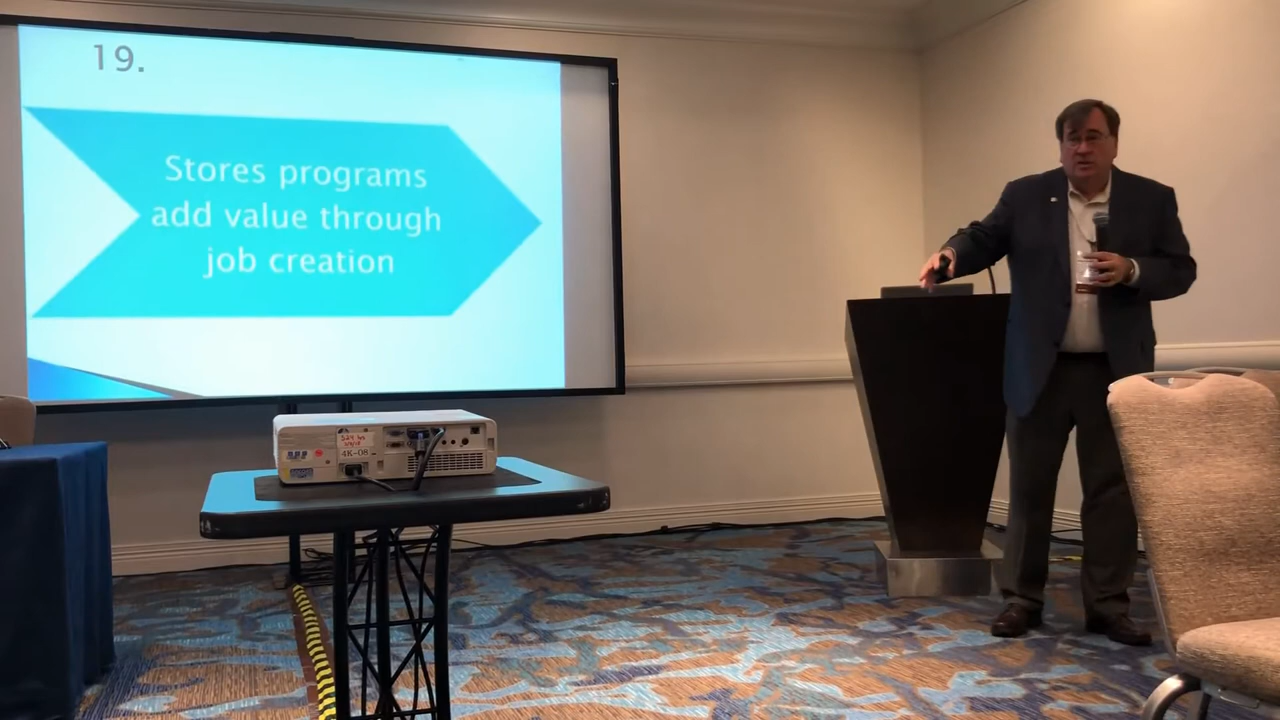 19.
Stores programs
add value through
job creation
4K-08